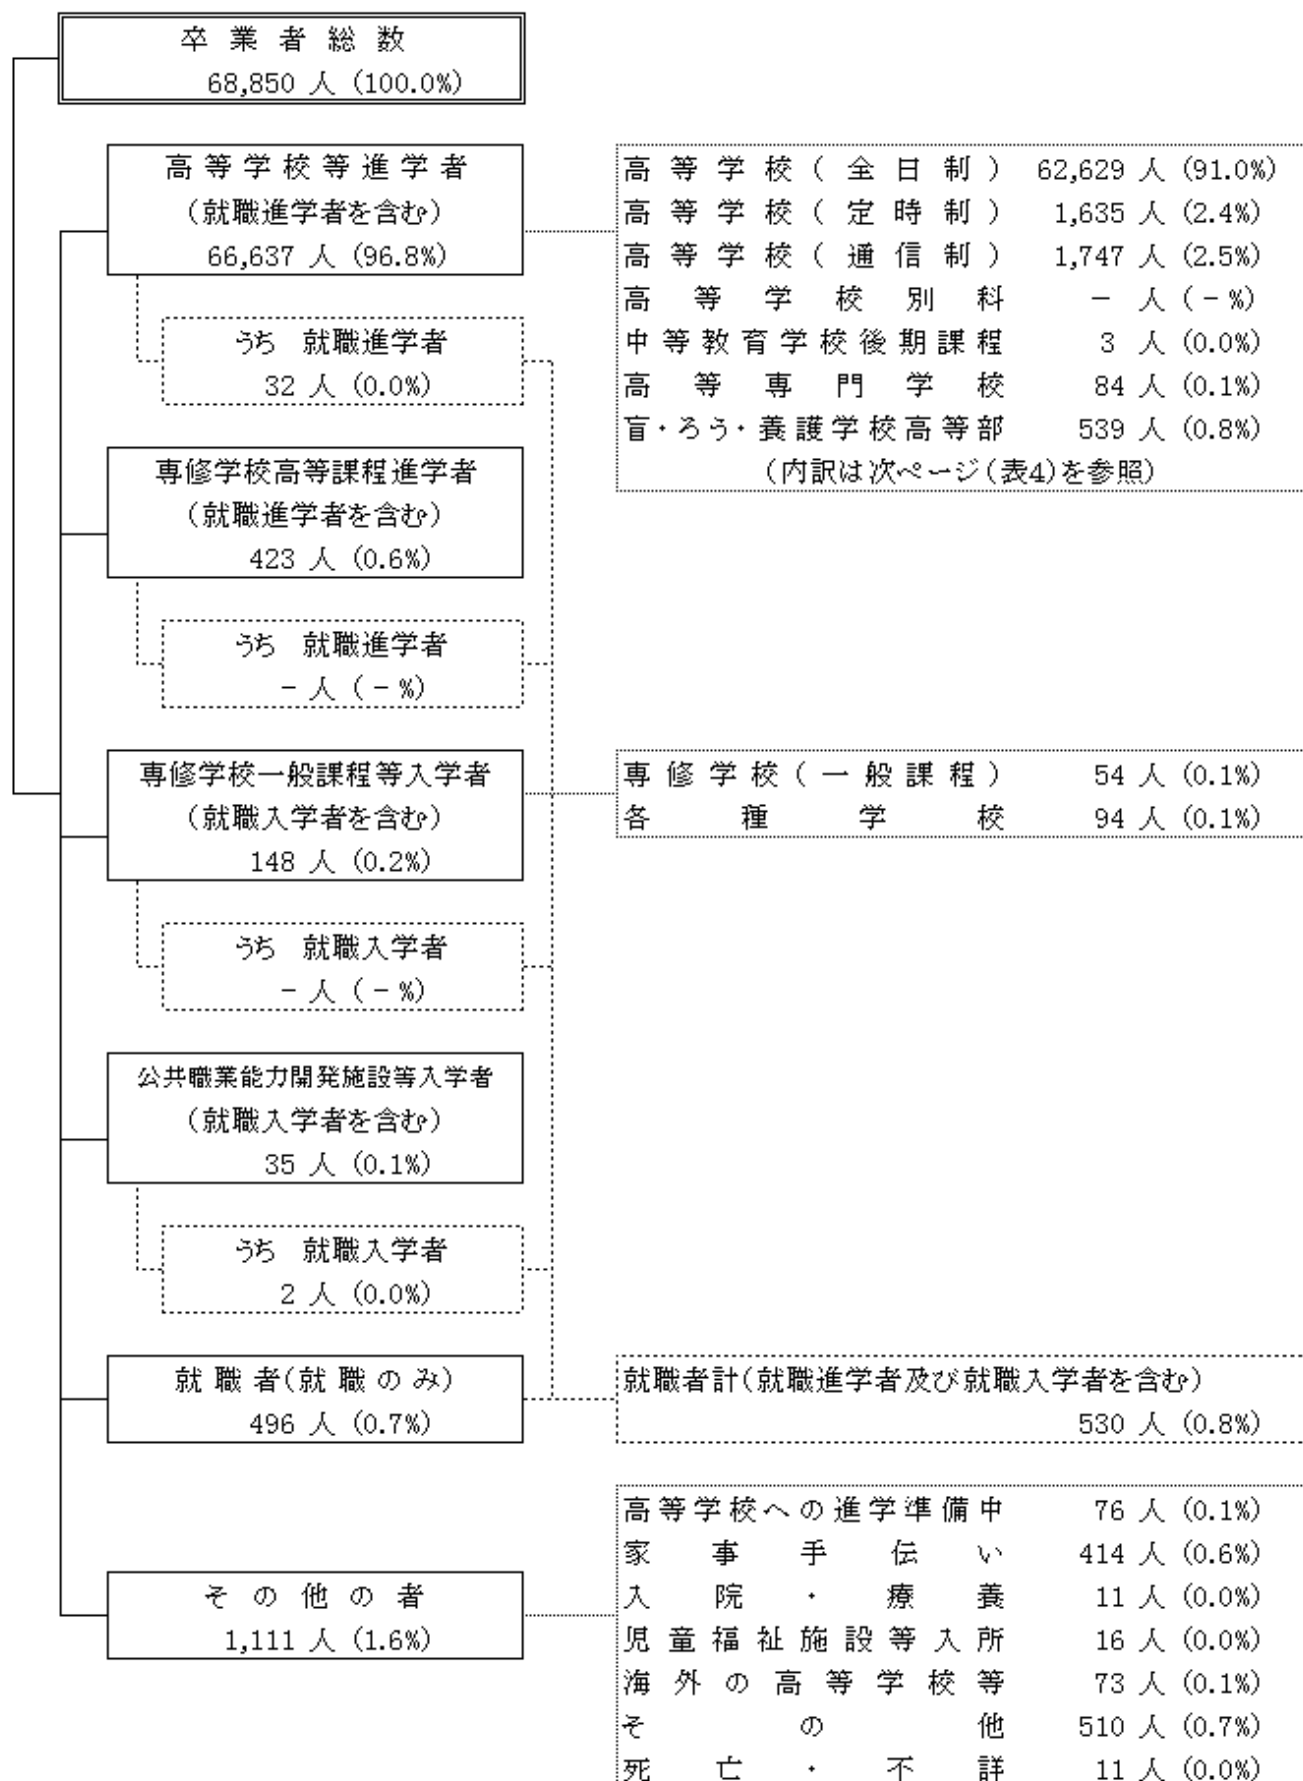 卒業者総数
68,850 人 (100.0%)
高等学校等進学者
(就職進学者を含む)
66,637 人 (96.8%)
高等学校(全日制) 62,629 人 (91.0%)
高等学校(定時制) 1,635 人 (2.4%)
高等学校(通信制) 1,747 人 (2.5%)
高等学校別科 － 人 (－%)
中等教育学校後期課程 3 人 (0.0%)
高等専門学校 84 人 (0.1%)
盲・ろう・養護学校高等部 539 人 (0.8%)
(内訳は次ページ(表4)を参照)
うち 就職進学者
32 人 (0.0%)
専修学校高等課程進学者
(就職進学者を含む)
423 人 (0.6%)
うち 就職進学者
－ 人 (－%)
専修学校一般課程等入学者
(就職入学者を含む)
148 人 (0.2%)
専修学校(一般課程) 54 人 (0.1%)
各種学校 94 人 (0.1%)
うち 就職入学者
－ 人 (－%)
公共職業能力開発施設等入学者
(就職入学者を含む)
35 人 (0.1%)
うち 就職入学者
2 人 (0.0%)
就職者(就職のみ)
496 人 (0.7%)
就職者計(就職進学者及び就職入学者を含む)
530 人 (0.8%)
その他の者
1,111 人 (1.6%)
高等学校への進学準備中 76 人 (0.1%)
家事手伝い 414 人 (0.6%)
入院・療養 11 人 (0.0%)
児童福祉施設等入所 16 人 (0.0%)
海外の高等学校等 73 人 (0.1%)
その他 510 人 (0.7%)
死亡・不詳 11 人 (0.0%)